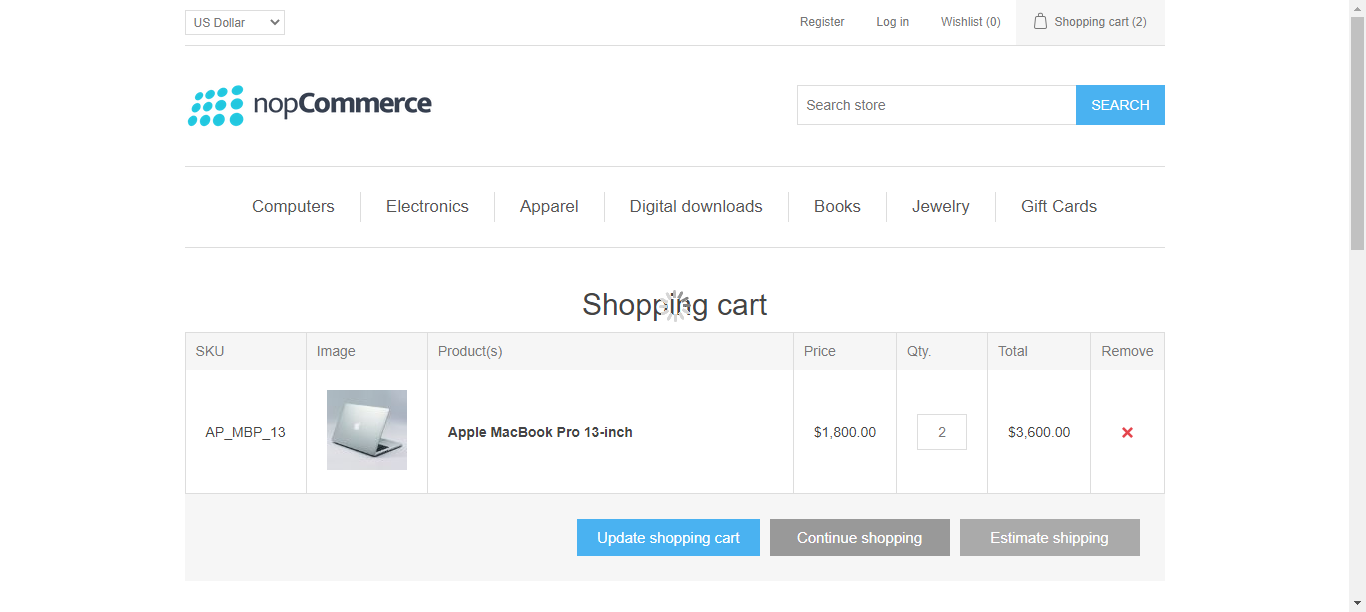 US Dollar
Register
Log in
Wishlist (0)
Shopping cart (2)
nopCommerce
Search store
SEARCH
Computers
Electronics
Apparel
Digital downloads
Books
Jewelry
Gift Cards
Shopping cart
SKU
Image
Product(s)
Price
Qty.
Total
Remove
AP_MBP_13
Apple MacBook Pro 13-inch
$1,800.00
2
$3,600.00
Update shopping cart
Continue shopping
Estimate shipping